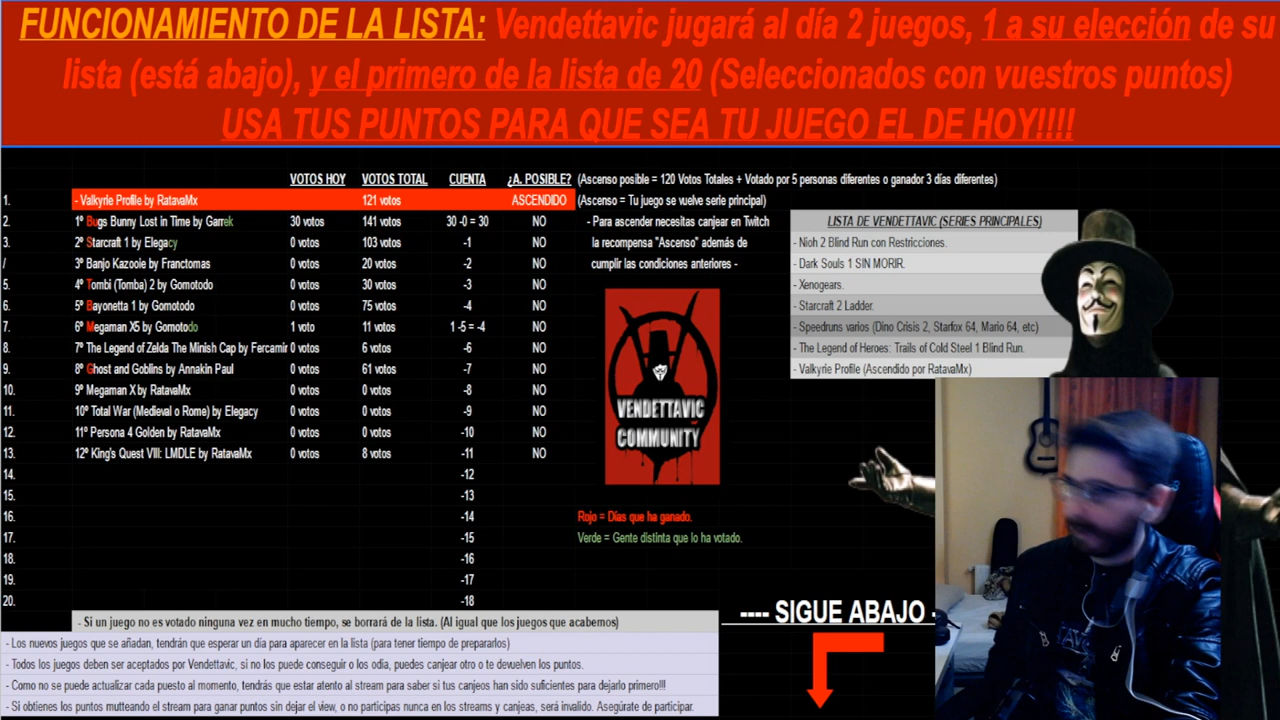 FUNCIONAMIENTO DE LA LISTA: Vendettavic jugará al día 2 juegos, 1 a su elección de su
lista (está abajo), y el primero de la lista de 20 (Seleccionados con vuestros puntos)
USA TUS PUNTOS PARA QUE SEA TU JUEGO EL DE HOY!!!!
VOTOS HOY VOTOS TOTAL CUENTA ¿A. POSIBLE? (Ascenso posible = 120 Votos Totales + Votado por 5 personas diferentes o ganador 3 días diferentes)
1. - Valkyrie Profile by RatavaMx 121 votos ASCENDIDO (Ascenso = Tu juego se vuelve serie principal)
2. 1º Bugs Bunny Lost in Time by Garrek 30 votos 141 votos 30 -0 = 30 NO - Para ascender necesitas canjear en Twitch
3. 2º Starcraft 1 by Elegacy 0 votos 103 votos -1 NO la recompensa "Ascenso" además de
/ 3º Banjo Kazooie by Franctomas 0 votos 20 votos -2 NO cumplir las condiciones anteriores -
5. 4º Tombi (Tomba) 2 by Gomotodo 0 votos 30 votos -3 NO
6. 5º Bayonetta 1 by Gomotodo 0 votos 75 votos -4 NO
7. 6º Megaman X5 by Gomotodo 1 voto 11 votos 1 -5 = -4 NO
8. 7º The Legend of Zelda The Minish Cap by Fercamir 0 votos 6 votos -6 NO
9. 8º Ghost and Goblins by Annakin Paul 0 votos 61 votos -7 NO
10. 9º Megaman X by RatavaMx 0 votos 0 votos -8 NO
11. 10º Total War (Medieval o Rome) by Elegacy 0 votos 0 votos -9 NO
12. 11º Persona 4 Golden by RatavaMx 0 votos 0 votos -10 NO
13. 12º King's Quest VIII: LMDLE by RatavaMx 0 votos 8 votos -11 NO
14. -12
15. -13
16. -14
17. -15
18. -16
19. -17
20. -18
LISTA DE VENDETTAVIC (SERIES PRINCIPALES)
- Nioh 2 Blind Run con Restricciones.
- Dark Souls 1 SIN MORIR.
- Xenogears.
- Starcraft 2 Ladder.
- Speedruns varios (Dino Crisis 2, Starfox 64, Mario 64, etc)
- The Legend of Heroes: Trails of Cold Steel 1 Blind Run.
- Valkyrie Profile (Ascendido por RatavaMx)
VENDETTAVIC
COMMUNITY
Rojo = Días que ha ganado.
Verde = Gente distinta que lo ha votado.
---- SIGUE ABAJO -
- Si un juego no es votado ninguna vez en mucho tiempo, se borrará de la lista. (Al igual que los juegos que acabemos)
- Los nuevos juegos que se añadan, tendrán que esperar un día para aparecer en la lista (para tener tiempo de prepararlos)
- Todos los juegos deben ser aceptados por Vendettavic, si no los puede conseguir o los odia, puedes canjear otro o te devuelven los puntos.
- Como no se puede actualizar cada puesto al momento, tendrás que estar atento al stream para saber si tus canjeos han sido suficientes para dejarlo primero!!!
- Si obtienes los puntos mutteando el stream para ganar puntos sin dejar el view, o no participas nunca en los streams y canjeas, será invalido. Asegúrate de participar.